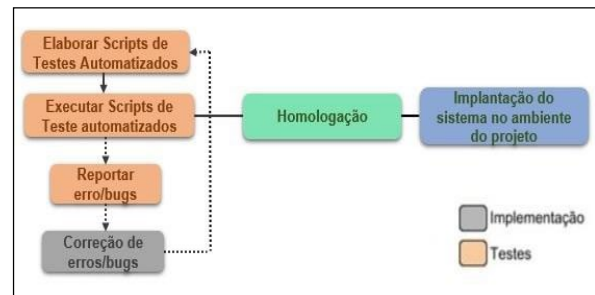 Elaborar Scripts de
Testes Automatizados
Executar Scripts de
Teste automatizados
Reportar
erro/bugs
Correção de
erros/bugs
Homologação
Implantação do
sistema no ambiente
do projeto
Implementação
Testes